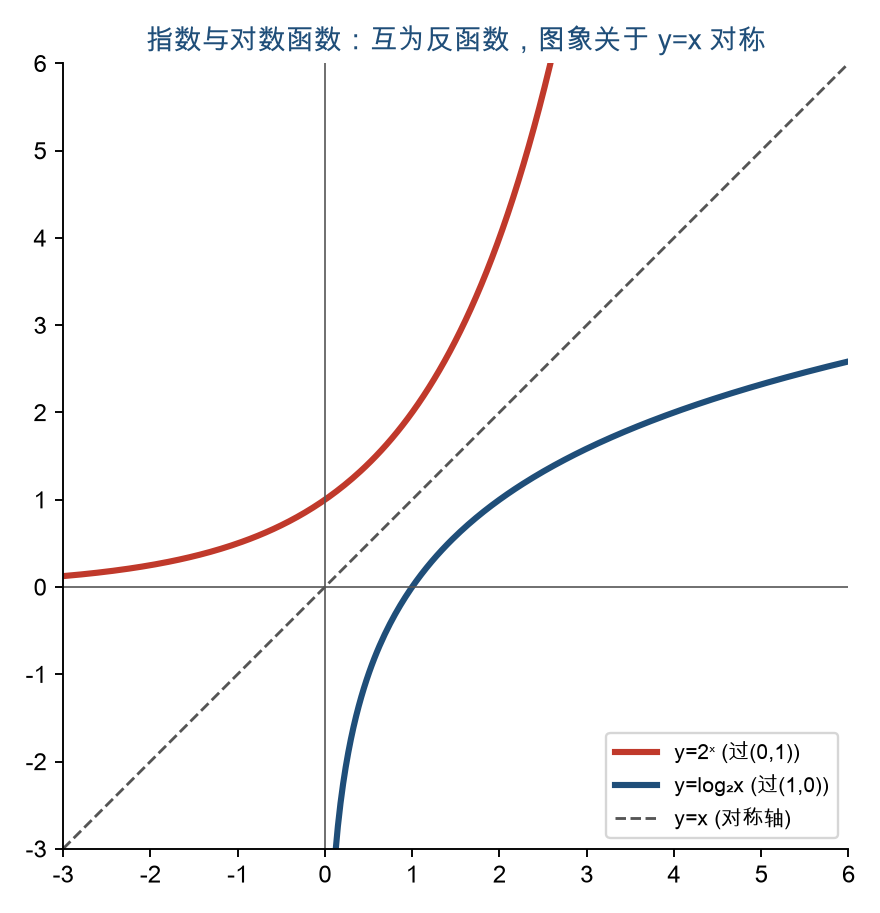 指数与对数函数：互为反函数，图象关于 y=x 对称
6
5
4
3
2
1
0
-1
-2
-3
-3 -2 -1 0 1 2 3 4 5 6
y=2ˣ (过(0,1))
y=log₂x (过(1,0))
y=x (对称轴)